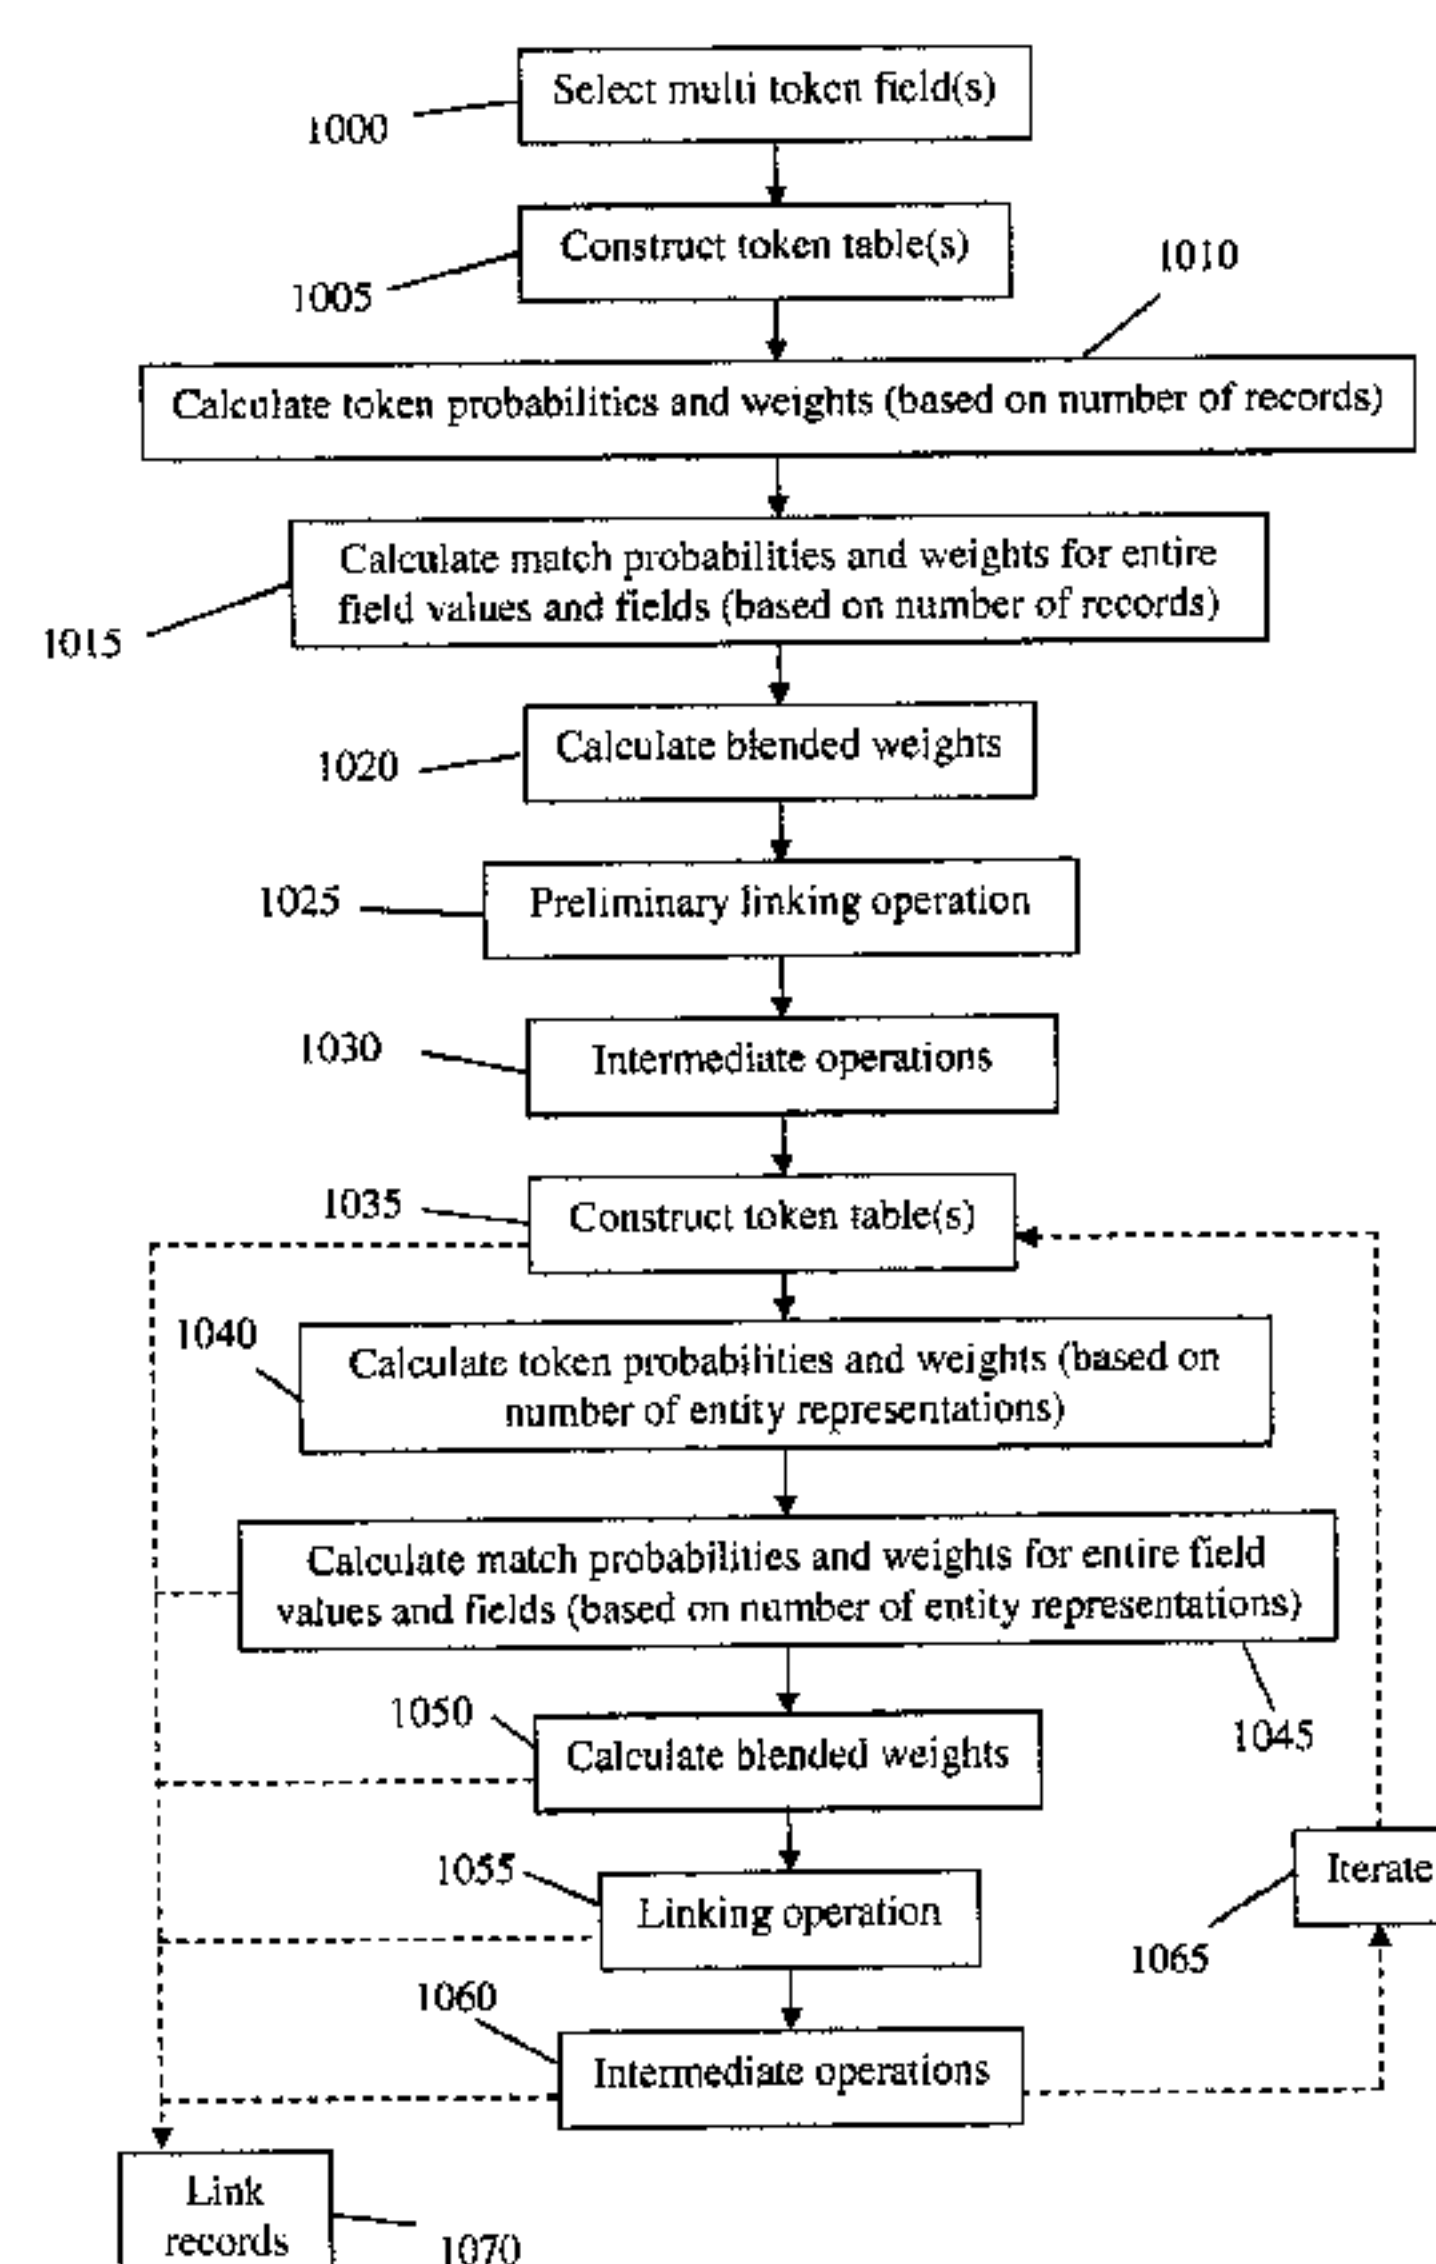 Select multi token field(s)
1000
Construct token table(s)
1005
1010
Calculate token probabilities and weights (based on number of records)
Calculate match probabilities and weights for entire
field values and fields (based on number of records)
1015
Calculate blended weights
1020
Preliminary linking operation
1025
Intermediate operations
1030
Construct token table(s)
1035
1040
Calculate token probabilities and weights (based on
number of entity representations)
Calculate match probabilities and weights for entire field
values and fields (based on number of entity representations)
1045
1050
Calculate blended weights
1055
Linking operation
Iterate
1065
1060
Intermediate operations
Link
records
1070